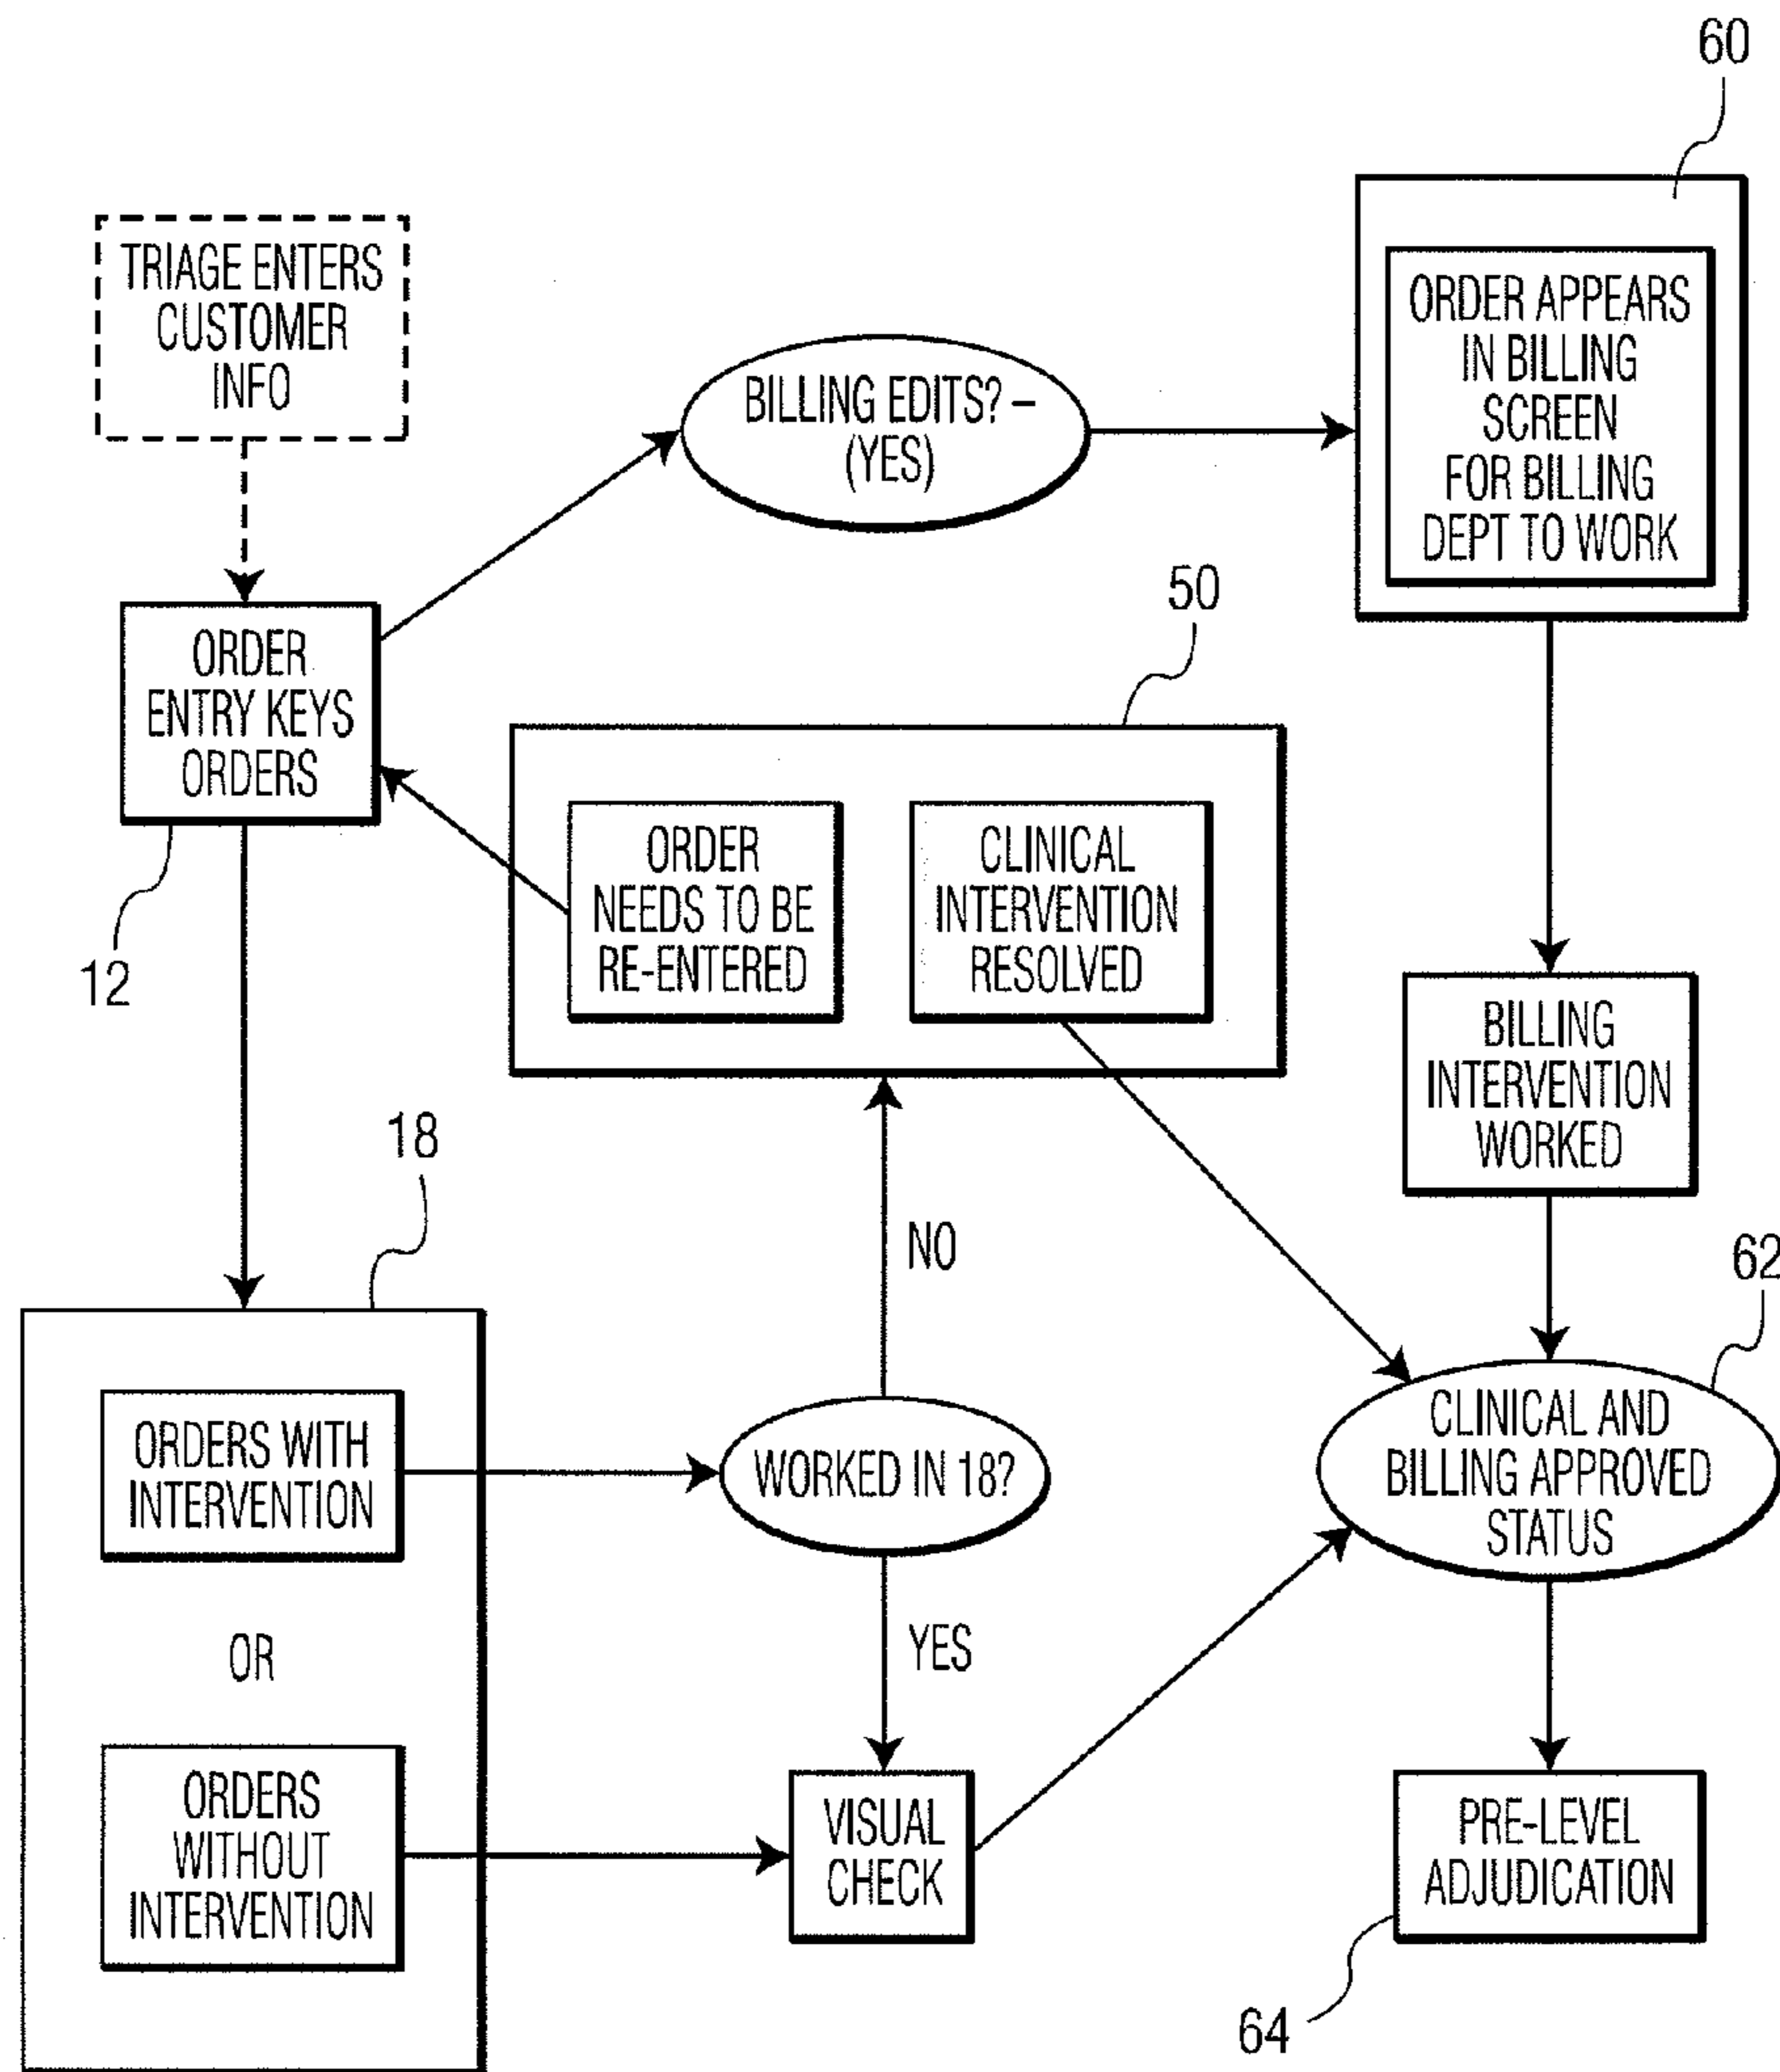 60
TRIAGE ENTERS
CUSTOMER
INFO
BILLING EDITS? –
(YES)
ORDER APPEARS
IN BILLING
SCREEN
FOR BILLING
DEPT TO WORK
ORDER
ENTRY KEYS
ORDERS
12
50
ORDER
NEEDS TO BE
RE-ENTERED
CLINICAL
INTERVENTION
RESOLVED
BILLING
INTERVENTION
WORKED
18
NO
62
ORDERS WITH
INTERVENTION
WORKED IN 18?
CLINICAL AND
BILLING APPROVED
STATUS
OR
YES
ORDERS
WITHOUT
INTERVENTION
VISUAL
CHECK
PRE-LEVEL
ADJUDICATION
64